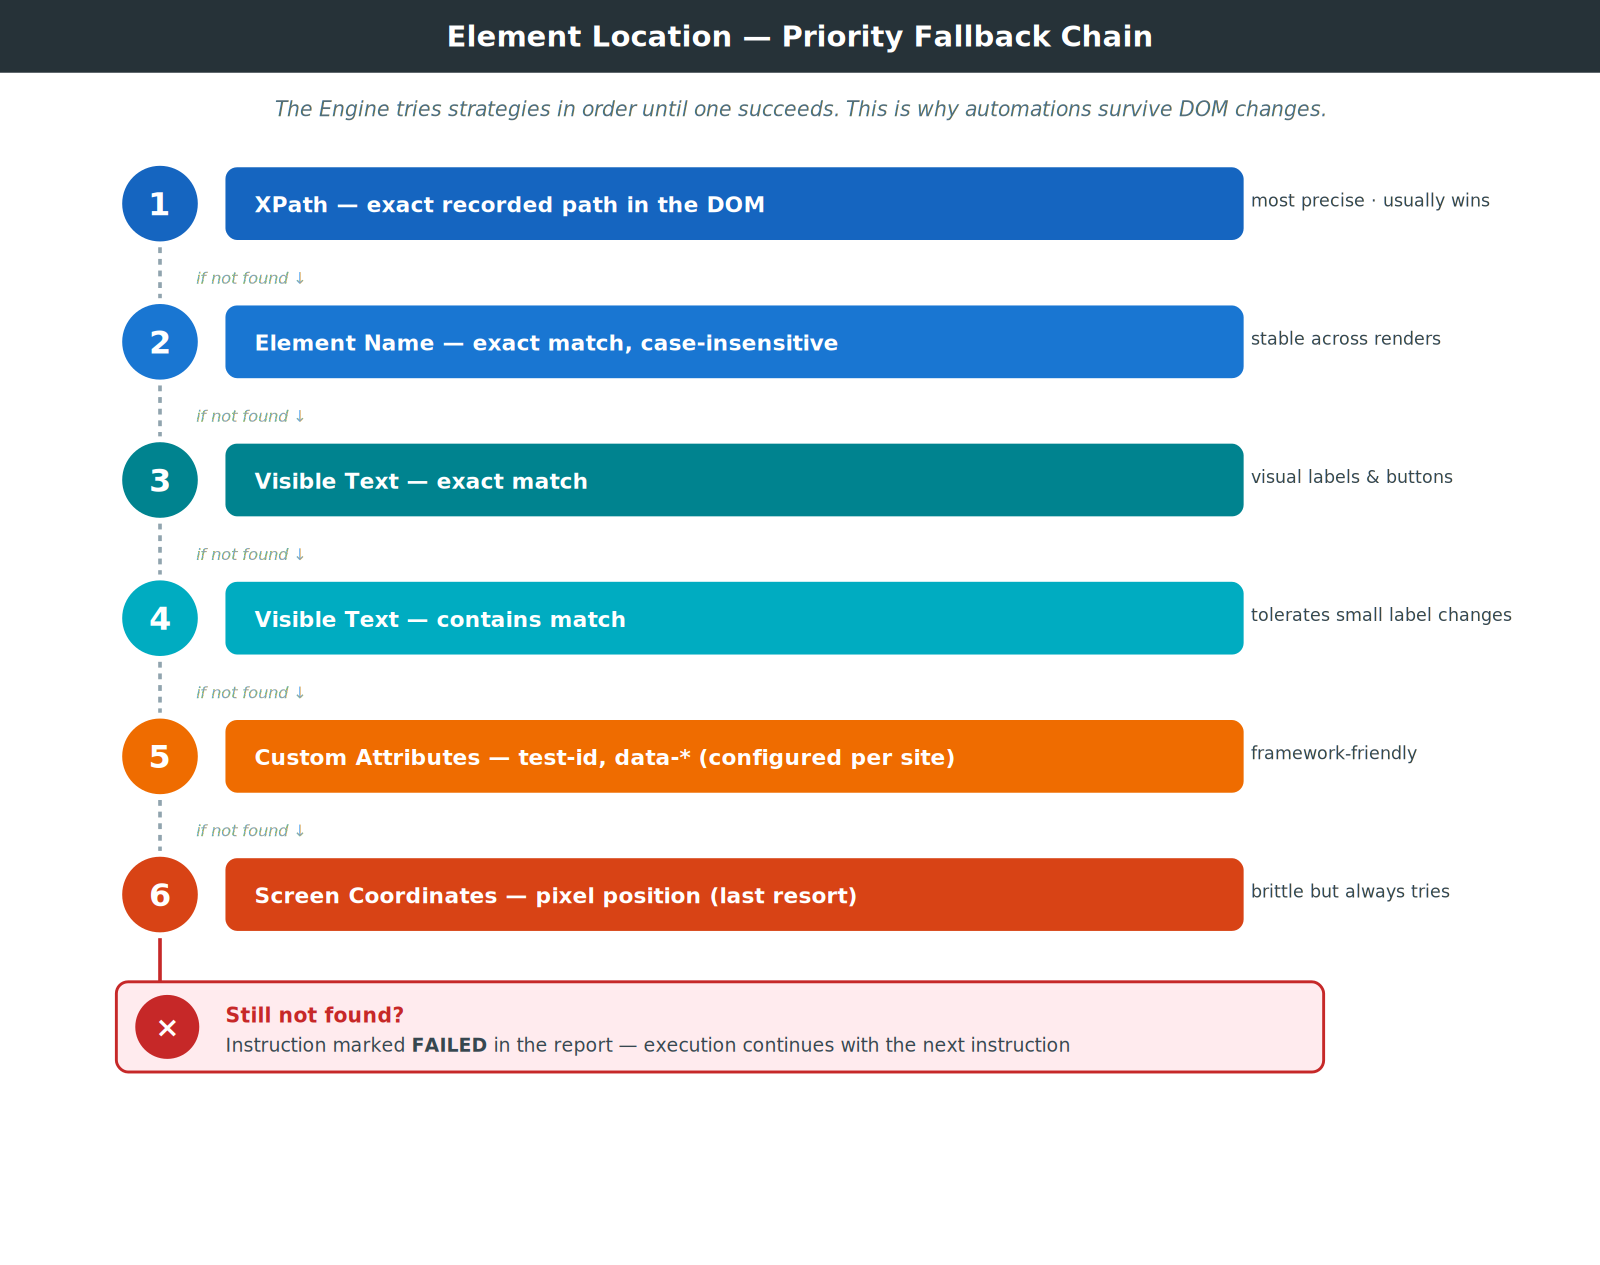 Element Location — Priority Fallback Chain
The Engine tries strategies in order until one succeeds. This is why automations survive DOM changes.
1
XPath — exact recorded path in the DOM
most precise · usually wins
if not found ↓
2
Element Name — exact match, case-insensitive
stable across renders
if not found ↓
3
Visible Text — exact match
visual labels & buttons
if not found ↓
4
Visible Text — contains match
tolerates small label changes
if not found ↓
5
Custom Attributes — test-id, data-* (configured per site)
framework-friendly
if not found ↓
6
Screen Coordinates — pixel position (last resort)
brittle but always tries
×
Still not found?
Instruction marked FAILED in the report — execution continues with the next instruction